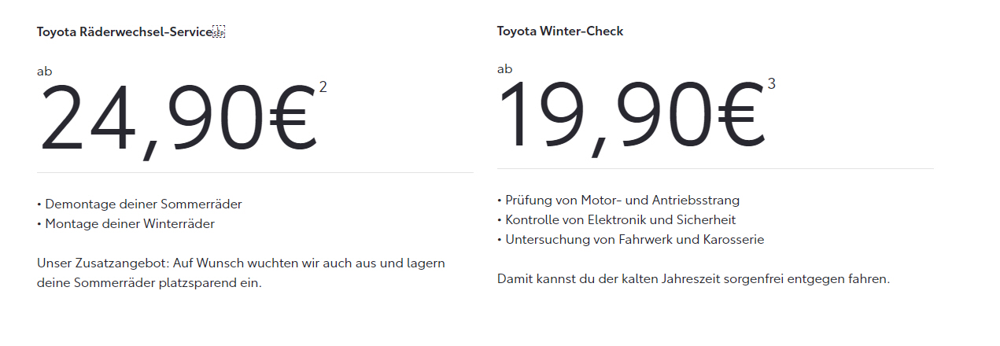 Toyota Räderwechsel-Service
ab
24,90€2
• Demontage deiner Sommerräder
• Montage deiner Winterräder
Unser Zusatzangebot: Auf Wunsch wuchten wir auch aus und lagern
deine Sommerräder platzsparend ein.
Toyota Winter-Check
ab
19,90€3
• Prüfung von Motor- und Antriebsstrang
• Kontrolle von Elektronik und Sicherheit
• Untersuchung von Fahrwerk und Karosserie
Damit kannst du der kalten Jahreszeit sorgenfrei entgegen fahren.